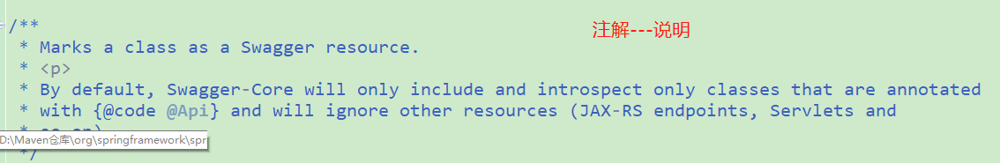 /**
注解---说明
* Marks a class as a Swagger resource.
* <p>
* By default, Swagger-Core will only include and introspect only classes that are annotated
* with {@code @Api} and will ignore other resources (JAX-RS endpoints, Servlets and
D:\Maven仓库\org\springframework\spr
*/